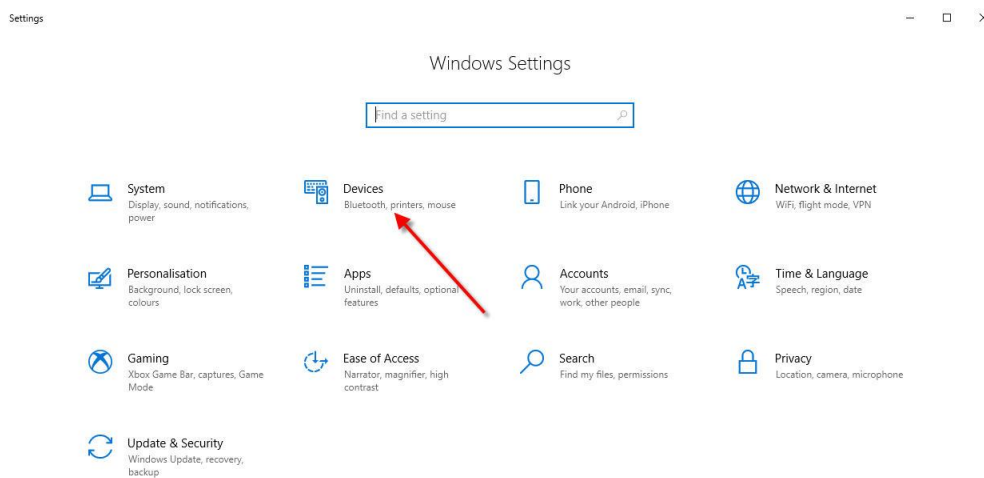 Settings
Windows Settings
Find a setting
System
Display, sound, notifications,
power
Devices
Bluetooth, printers, mouse
Phone
Link your Android, iPhone
Network & Internet
WiFi, flight mode, VPN
Personalisation
Background, lock screen,
colours
Apps
Uninstall, defaults, optional
features
Accounts
Your accounts, email, sync,
work, other people
Time & Language
Speech, region, date
Gaming
Xbox Game Bar, captures, Game
Mode
Ease of Access
Narrator, magnifier, high
contrast
Search
Find my files, permissions
Privacy
Location, camera, microphone
Update & Security
Windows Update, recovery,
backup